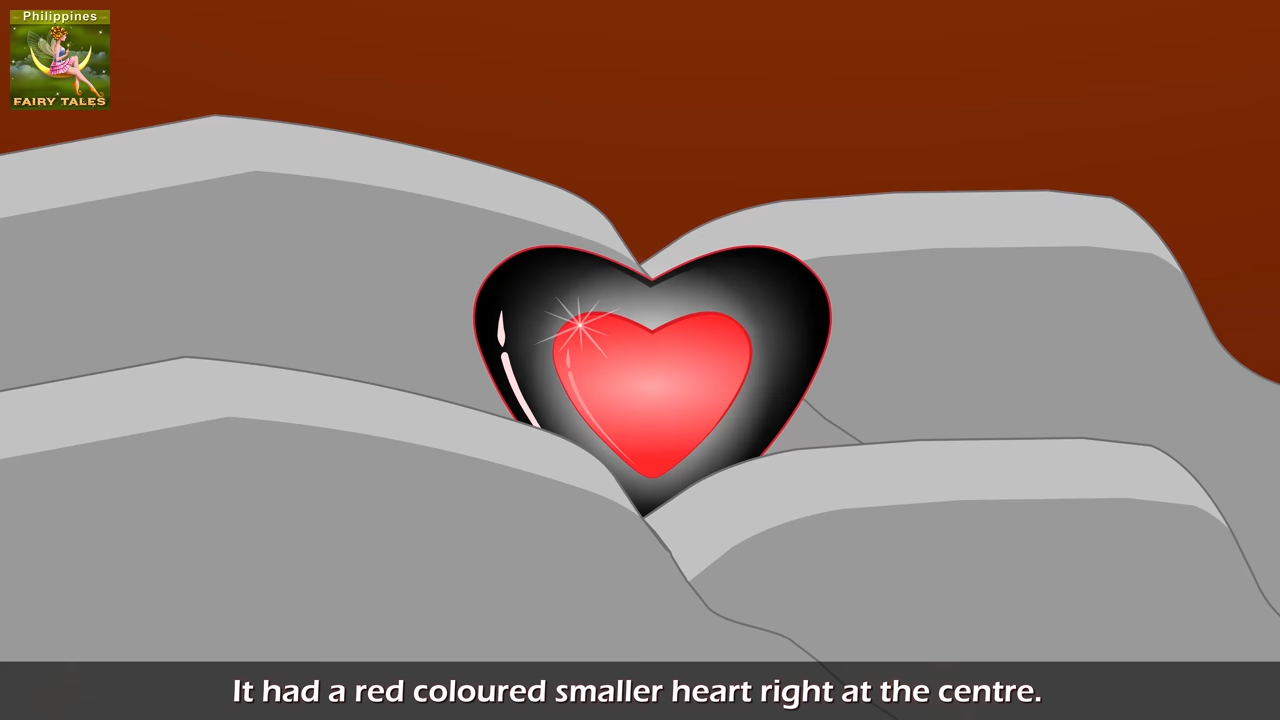 Philippines
FAIRY TALES
It had a red coloured smaller heart right at the centre.